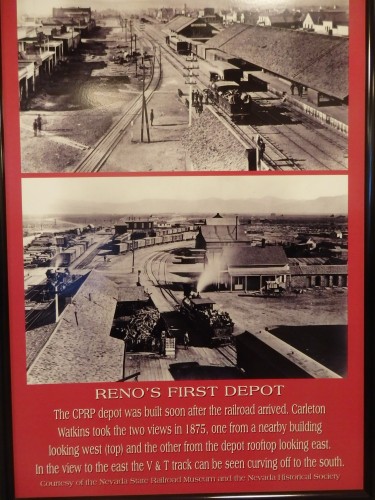 RENO'S FIRST DEPOT
The CPRP depot was built soon after the railroad arrived. Carleton
Watkins took the two views in 1875, one from a nearby building
looking west (top) and the other from the depot rooftop looking east.
In the view to the east the V & T track can be seen curving off to the south.
Courtesy of the Nevada State Railroad Museum and the Nevada Historical Society